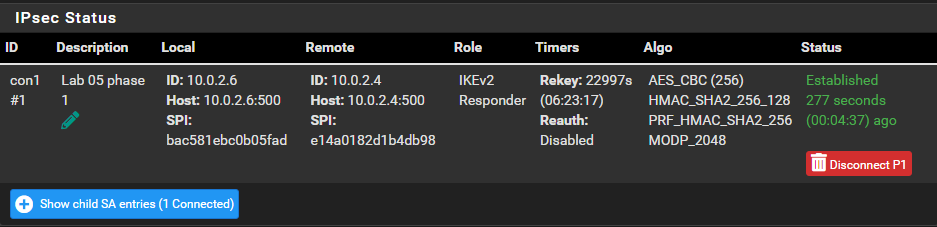 IPsec Status
ID Description Local Remote Role Timers Algo Status
con1 Lab 05 phase ID: 10.0.2.6 ID: 10.0.2.4 IKEv2 Rekey: 22997s AES_CBC (256) Established
#1 1 Host: 10.0.2.6:500 Host: 10.0.2.4:500 Responder (06:23:17) HMAC_SHA2_256_128 277 seconds
SPI: SPI: Reauth: PRF_HMAC_SHA2_256 (00:04:37) ago
bac581ebc0b05fad e14a0182d1b4db98 Disabled MODP_2048
Disconnect P1
Show child SA entries (1 Connected)